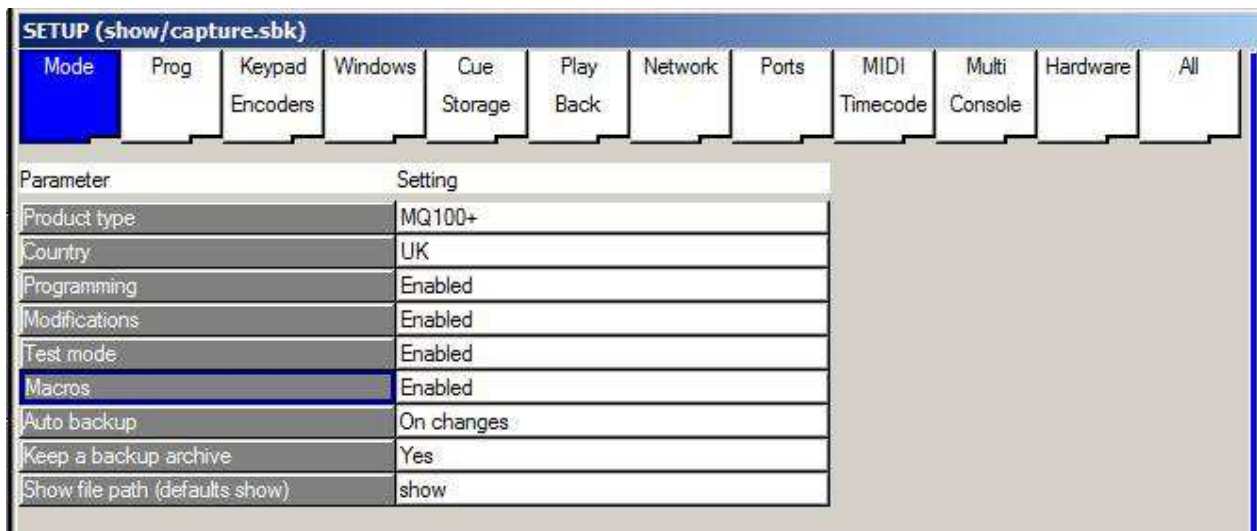 SETUP (show/capture.sbk)
Mode Prog Keypad Encoders Windows Cue Storage Play Back Network Ports MIDI Timecode Multi Console Hardware All
Parameter Setting
Product type MQ100+
Country UK
Programming Enabled
Modifications Enabled
Test mode Enabled
Macros Enabled
Auto backup On changes
Keep a backup archive Yes
Show file path (defaults show) show